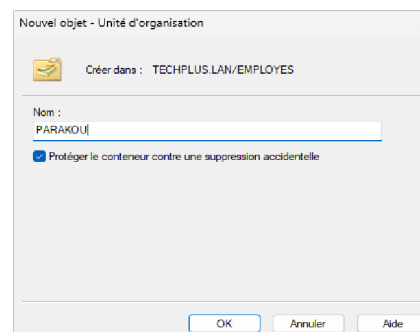 Nouvel objet - Unité d'organisation
Créer dans : TECHPLUS.LAN/EMPLOYES
Nom :
PARAKOU
Protéger le conteneur contre une suppression accidentelle
OK Annuler Aide